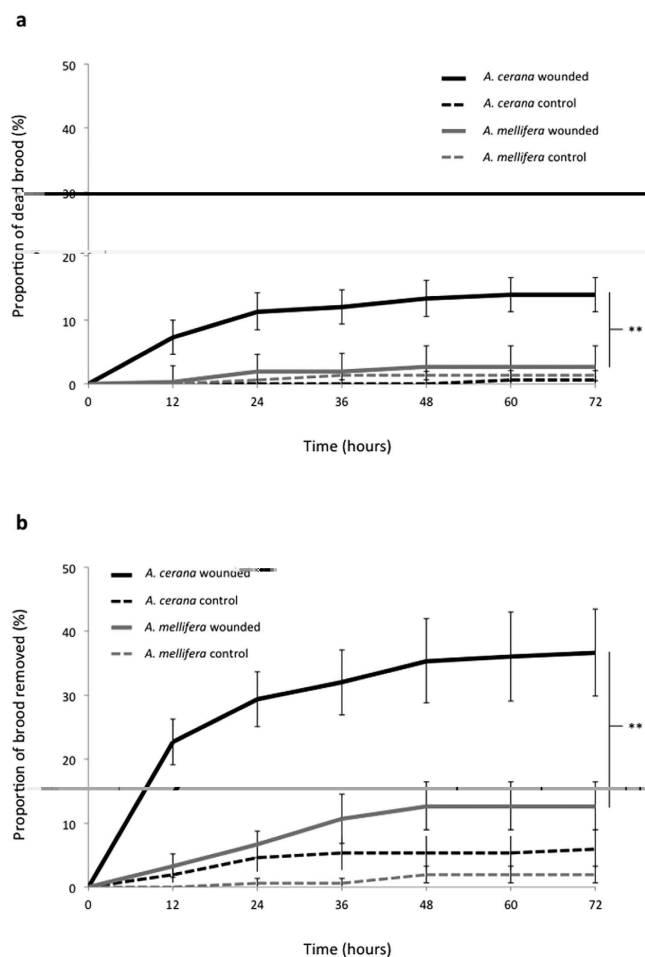 a
50
A. cerana wounded
A. cerana control
40
A. mellifera wounded
A. mellifera control
30
20
10
0
Proportion of dead brood (%)
**
0 12 24 36 48 60 72
Time (hours)
b
50
A. cerana wounded
A. cerana control
40
A. mellifera wounded
A. mellifera control
30
20
10
0
Proportion of brood removed (%)
**
0 12 24 36 48 60 72
Time (hours)